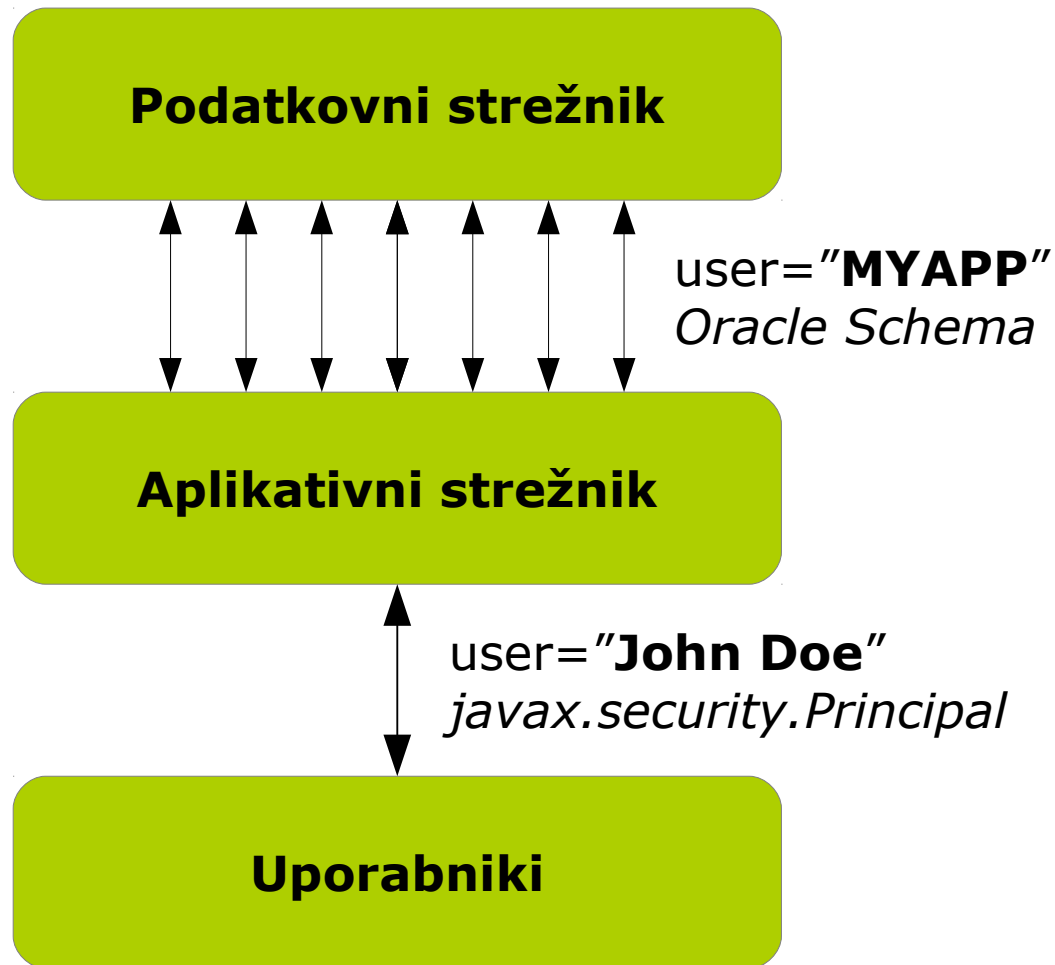 Podatkovni strežnik
user="MYAPP"
Oracle Schema
Aplikativni strežnik
user="John Doe"
javax.security.Principal
Uporabniki